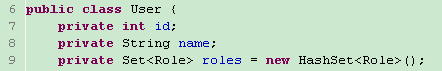 6 public class User {
7 private int id;
8 private String name;
9 private Set<Role> roles = new HashSet<Role>();